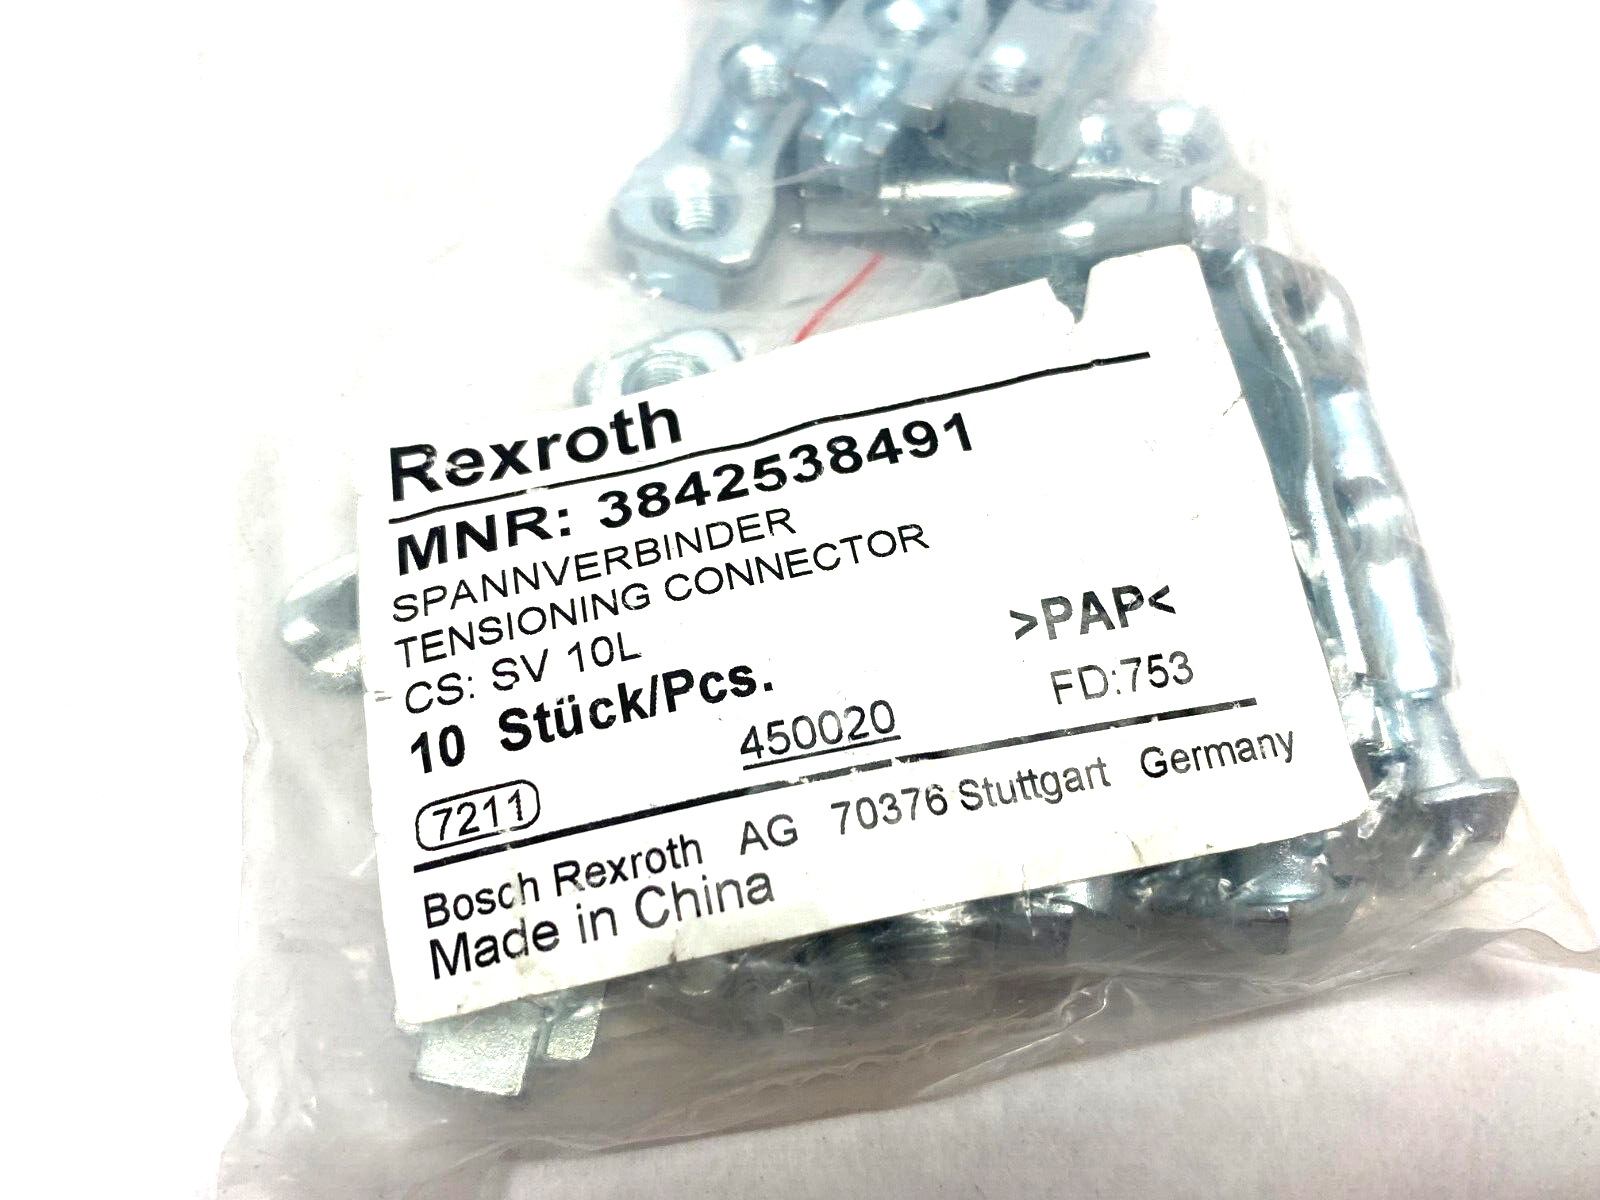 Rexroth
MNR: 3842538491
SPANNVERBINDER
TENSIONING CONNECTOR
CS: SV 10L
>PAP<
10 Stück/Pcs.
FD:753
450020
7211
Bosch Rexroth AG 70376 Stuttgart Germany
Made in China